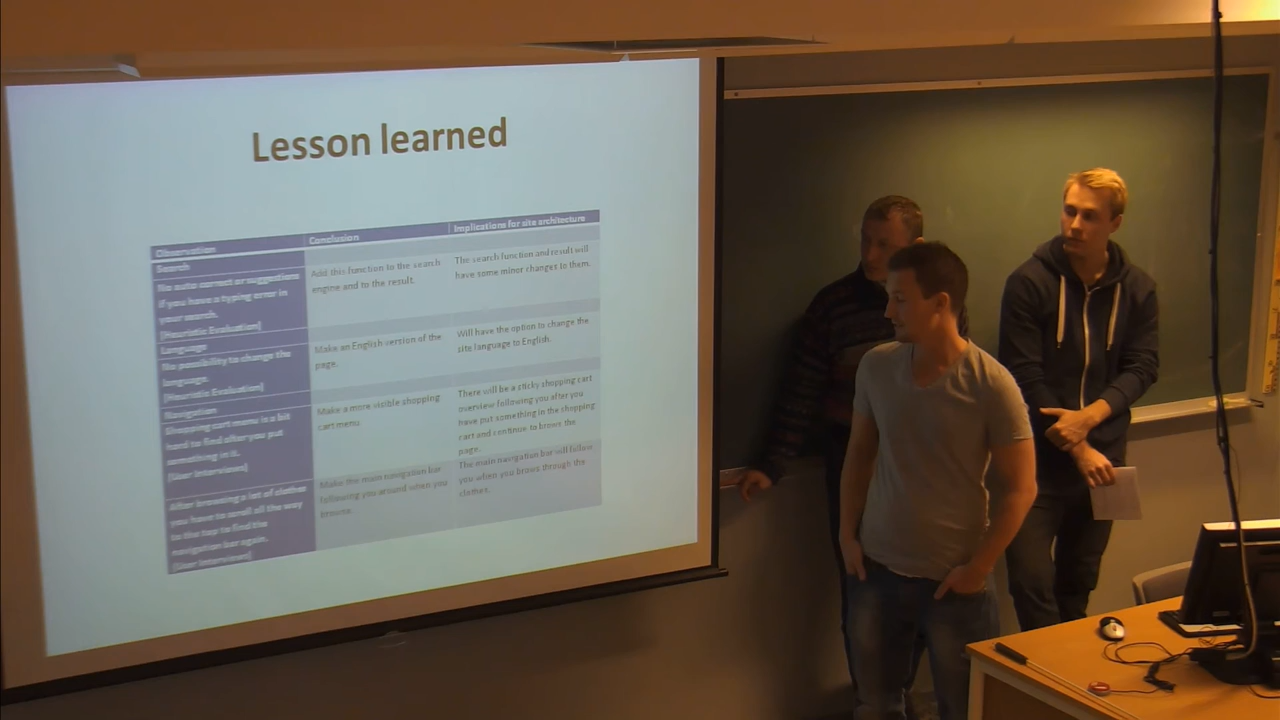 Lesson learned
Observation
Conclusion
Implications for site architecture
Search
No auto correct or suggestions
if you have a typing error in
your search.
(Heuristic Evaluation)
Add this function to the search
engine and to the result.
The search function and result will
have some minor changes to them.
Language
No possibility to change the
language.
(Heuristic Evaluation)
Make an English version of the
page.
Will have the option to change the
site language to English.
Navigation
Shopping cart menu is a bit
hard to find after you put
something in it.
(User Interviews)
Make a more visible shopping
cart menu.
There will be a sticky shopping cart
overview following you after you
have put something in the shopping
cart and continue to brows the
page.
After browsing a lot of clothes
you have to scroll all the way
to the top to find the
navigation bar again.
(User Interviews)
Make the main navigation bar
following you around when you
browse.
The main navigation bar will follow
you when you brows through the
clothes.